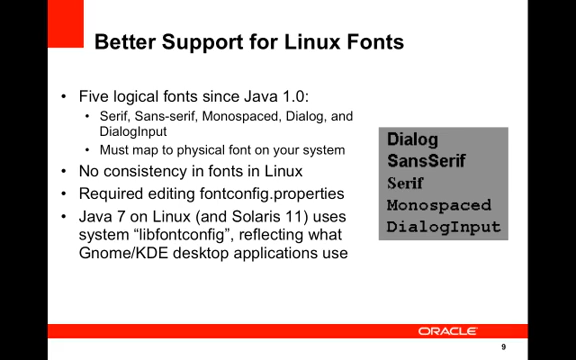 Better Support for Linux Fonts
• Five logical fonts since Java 1.0:
• Serif, Sans-serif, Monospaced, Dialog, and
DialogInput
• Must map to physical font on your system
• No consistency in fonts in Linux
• Required editing fontconfig.properties
• Java 7 on Linux (and Solaris 11) uses
system “libfontconfig”, reflecting what
Gnome/KDE desktop applications use
Dialog
SansSerif
Serif
Monospaced
DialogInput
ORACLE
9